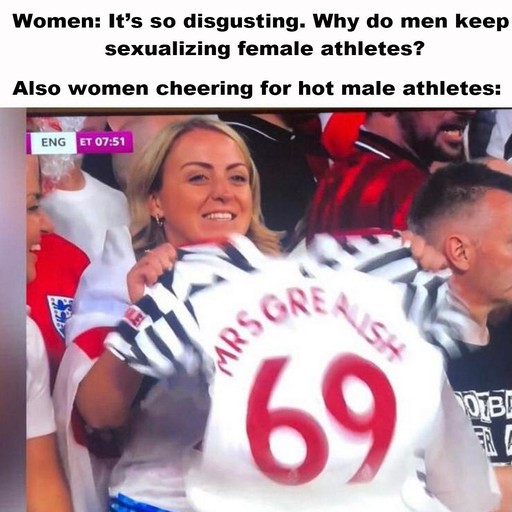 Women: It's so disgusting. Why do men keep
sexualizing female athletes?
Also women cheering for hot male athletes:
ENG ET 07:51
MRS GREALISH
69